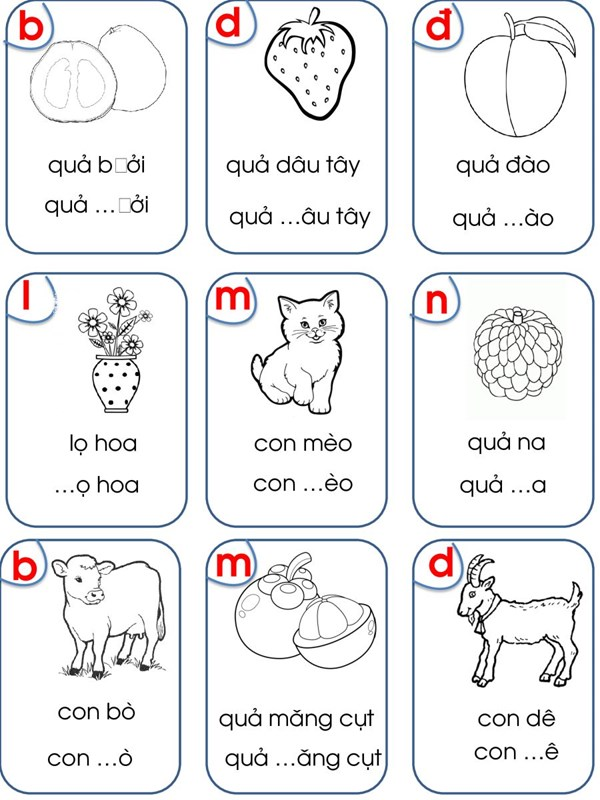 b
quả b□ởi
quả ...□ởi
d
quả dâu tây
quả ...âu tây
đ
quả đào
quả ...ào
l
lọ hoa
...ọ hoa
m
con mèo
con ...èo
n
quả na
quả ...a
b
con bò
con ...ò
m
quả măng cụt
quả ...ăng cụt
d
con dê
con ...ê